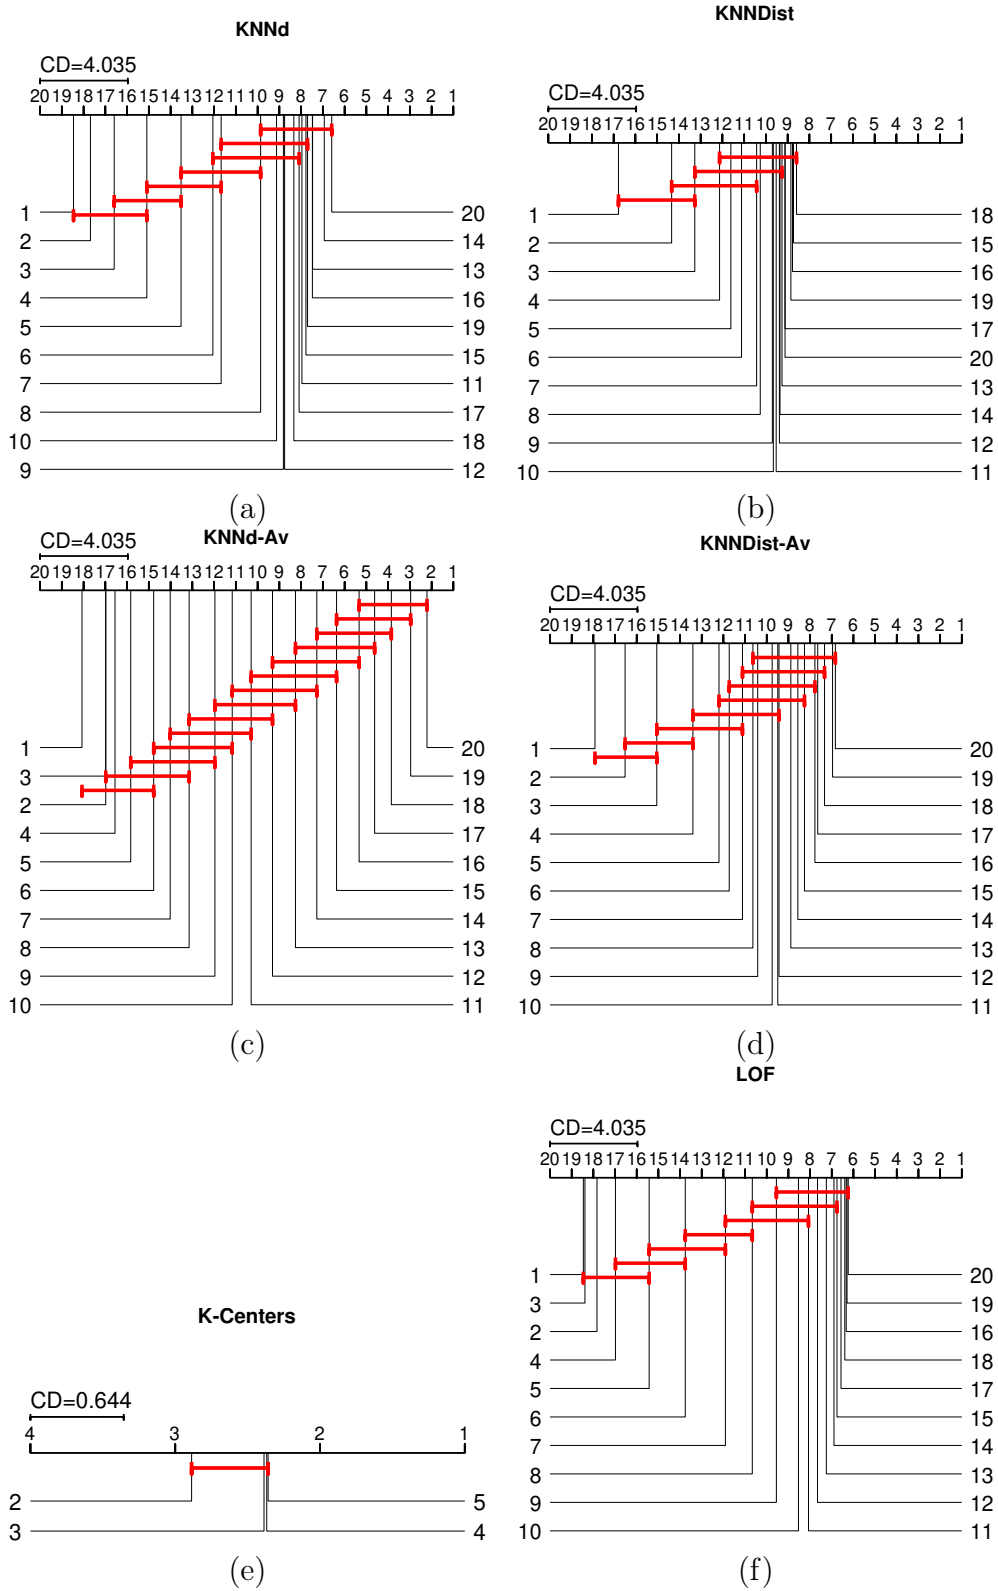 KNNd
CD=4.035
20 19 18 17 16 15 14 13 12 11 10 9 8 7 6 5 4 3 2 1
1 20
2 14
3 13
4 16
5 19
6 15
7 11
8 17
10 18
9 12
(a)
KNNDist
CD=4.035
20 19 18 17 16 15 14 13 12 11 10 9 8 7 6 5 4 3 2 1
1 18
2 15
3 16
4 19
5 17
6 20
7 13
8 14
9 12
10 11
(b)
KNNd-Av
CD=4.035
20 19 18 17 16 15 14 13 12 11 10 9 8 7 6 5 4 3 2 1
1 20
3 19
2 18
4 17
5 16
6 15
7 14
8 13
9 12
10 11
(c)
KNNDist-Av
CD=4.035
20 19 18 17 16 15 14 13 12 11 10 9 8 7 6 5 4 3 2 1
1 20
2 19
3 18
4 17
5 16
6 15
7 14
8 13
9 12
10 11
(d)
K-Centers
CD=0.644
4 3 2 1
2 5
3 4
(e)
LOF
CD=4.035
20 19 18 17 16 15 14 13 12 11 10 9 8 7 6 5 4 3 2 1
1 20
3 19
2 16
4 18
5 17
6 15
7 14
8 13
9 12
10 11
(f)